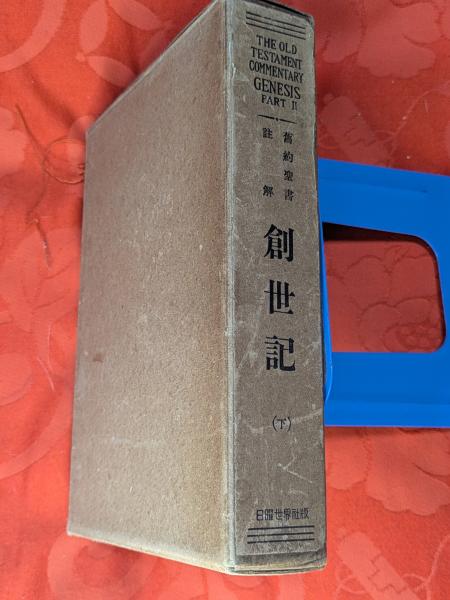 THE OLD
TESTAMENT
COMMENTARY
GENESIS
PART II
舊約聖書
註解
創世記
(下)
日曜世界社版